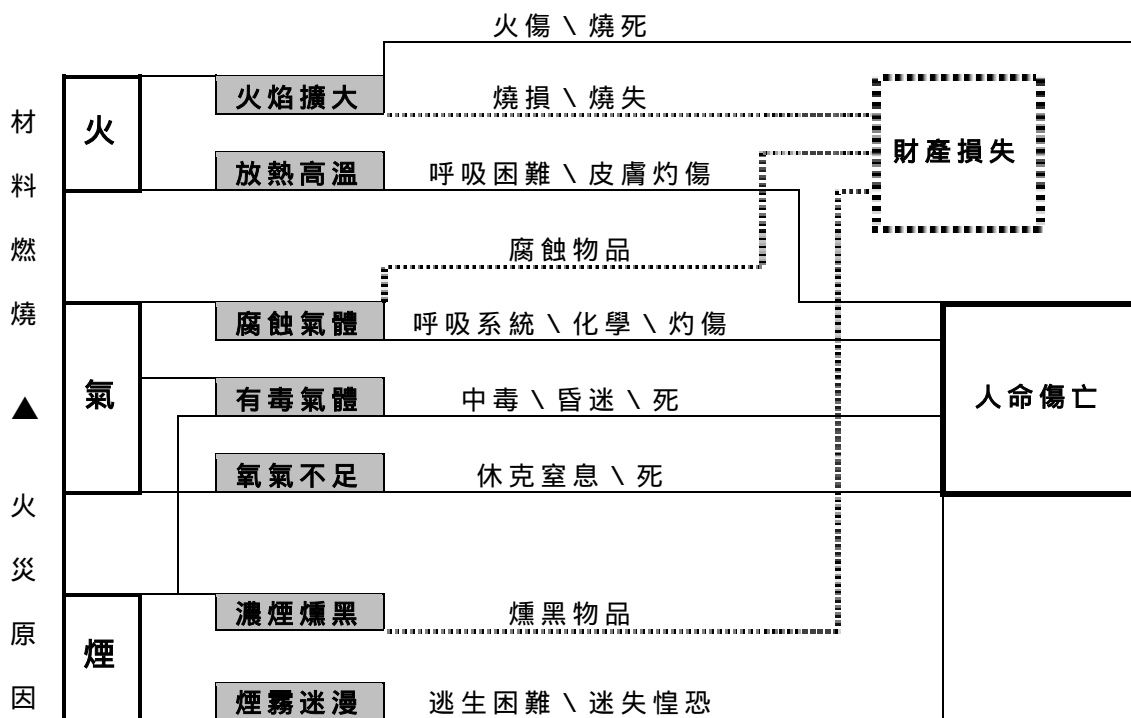 火傷 \ 燒死
材料燃燒 ▲ 火災原因
火
火焰擴大
燒損 \ 燒失
財產損失
放熱高溫
呼吸困難 \ 皮膚灼傷
腐蝕物品
氣
腐蝕氣體
呼吸系統 \ 化學 \ 灼傷
有毒氣體
中毒 \ 昏迷 \ 死
人命傷亡
氧氣不足
休克窒息 \ 死
煙
濃煙燻黑
燻黑物品
煙霧迷漫
逃生困難 \ 迷失惶恐